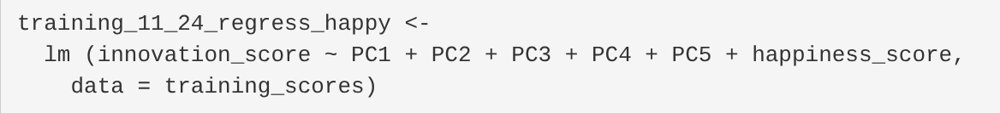 training_11_24_regress_happy <-
lm (innovation_score ~ PC1 + PC2 + PC3 + PC4 + PC5 + happiness_score,
data = training_scores)